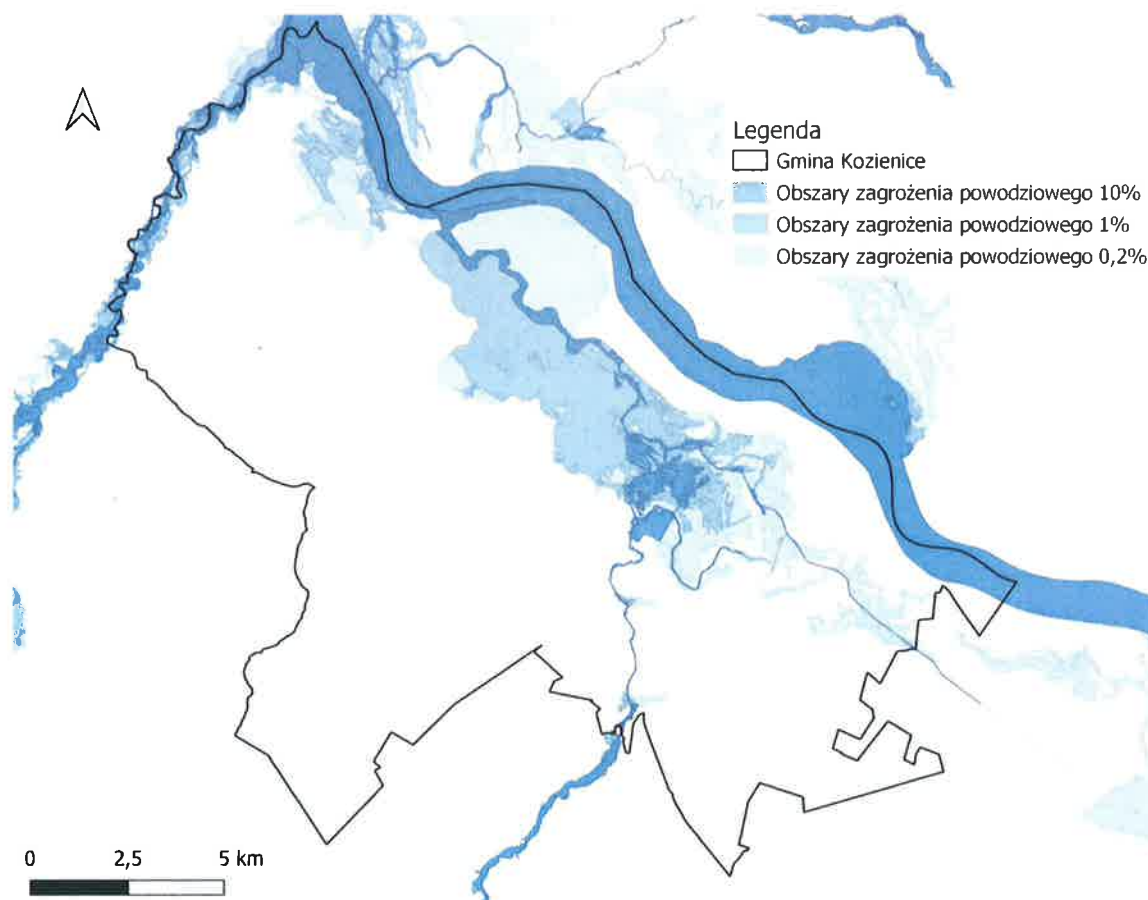 Legenda
Gmina Kozienice
Obszary zagrożenia powodziowego 10%
Obszary zagrożenia powodziowego 1%
Obszary zagrożenia powodziowego 0,2%
0 2,5 5 km